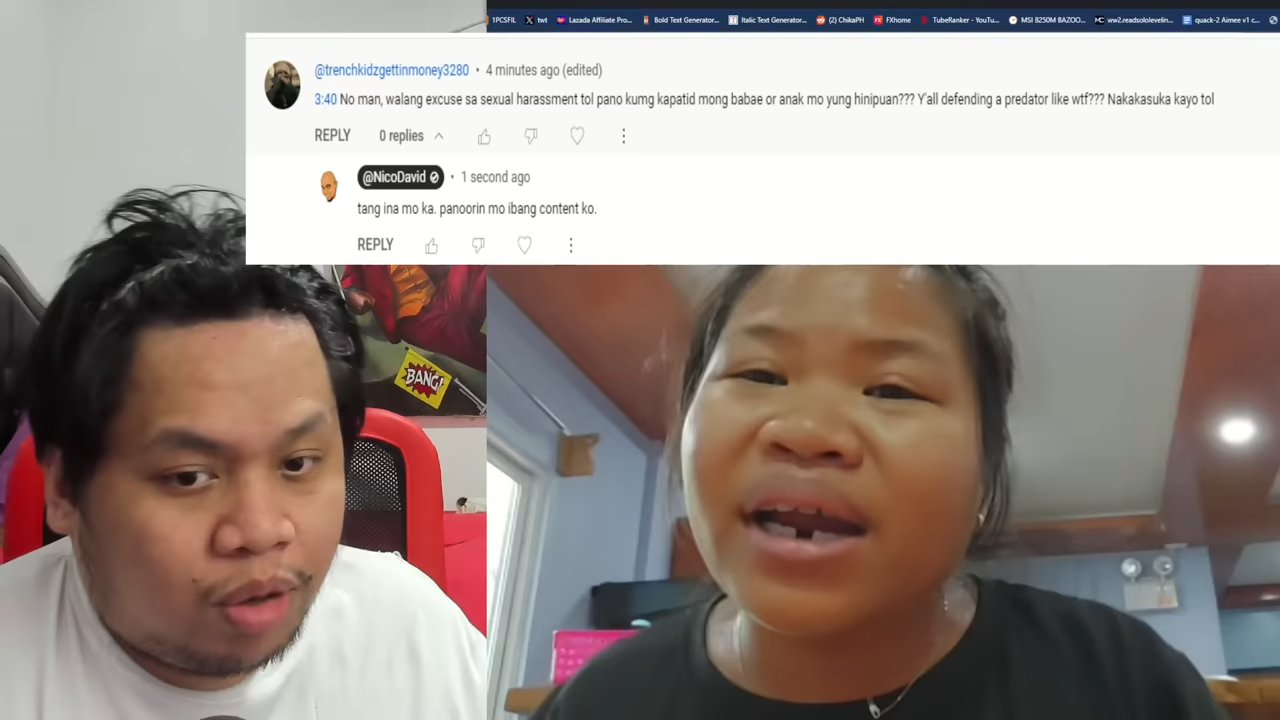 1PCSFIL twt Lazada Affiliate Pro... Bold Text Generator... Italic Text Generator... (2) ChikaPH FXhome TubeRanker - YouTu... MSI B250M BAZOO... ww2.readsololevelin... quack-2 Aimee v1 c...
@trenchkidzgettinmoney3280 • 4 minutes ago (edited)
3:40 No man, walang excuse sa sexual harassment tol pano kumg kapatid mong babae or anak mo yung hinipuan??? Y'all defending a predator like wtf??? Nakakasuka kayo tol
REPLY 0 replies
@NicoDavid • 1 second ago
tang ina mo ka. panoorin mo ibang content ko.
REPLY
BANG!